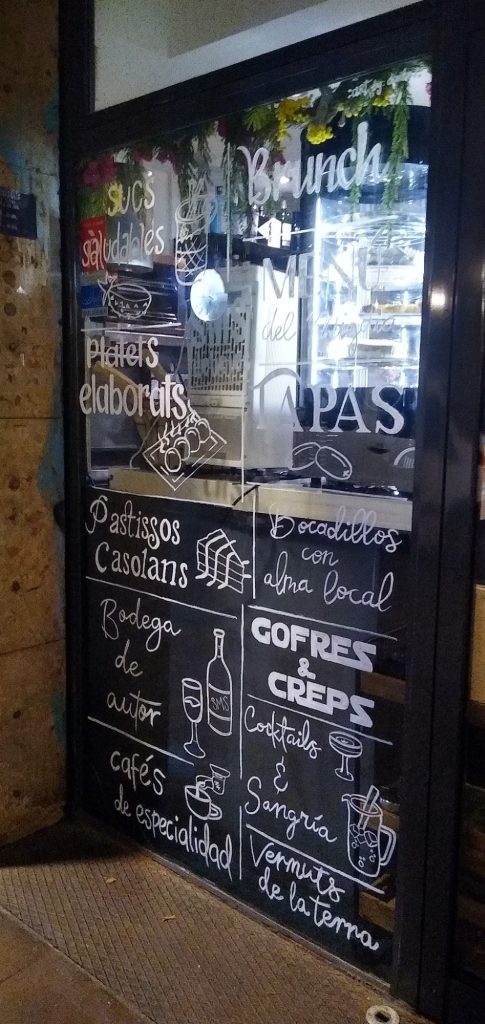 sucs
saludables
platets
elaborats
Pastissos
Casolans
Bodega
de
autor
SMS
cafés
de especialidad
Brunch
MENÚ
del
TAPAS
Bocadillos
con
alma local
GOFRES
&
CREPS
Cocktails
&
Sangría
Vermuts
de la terra